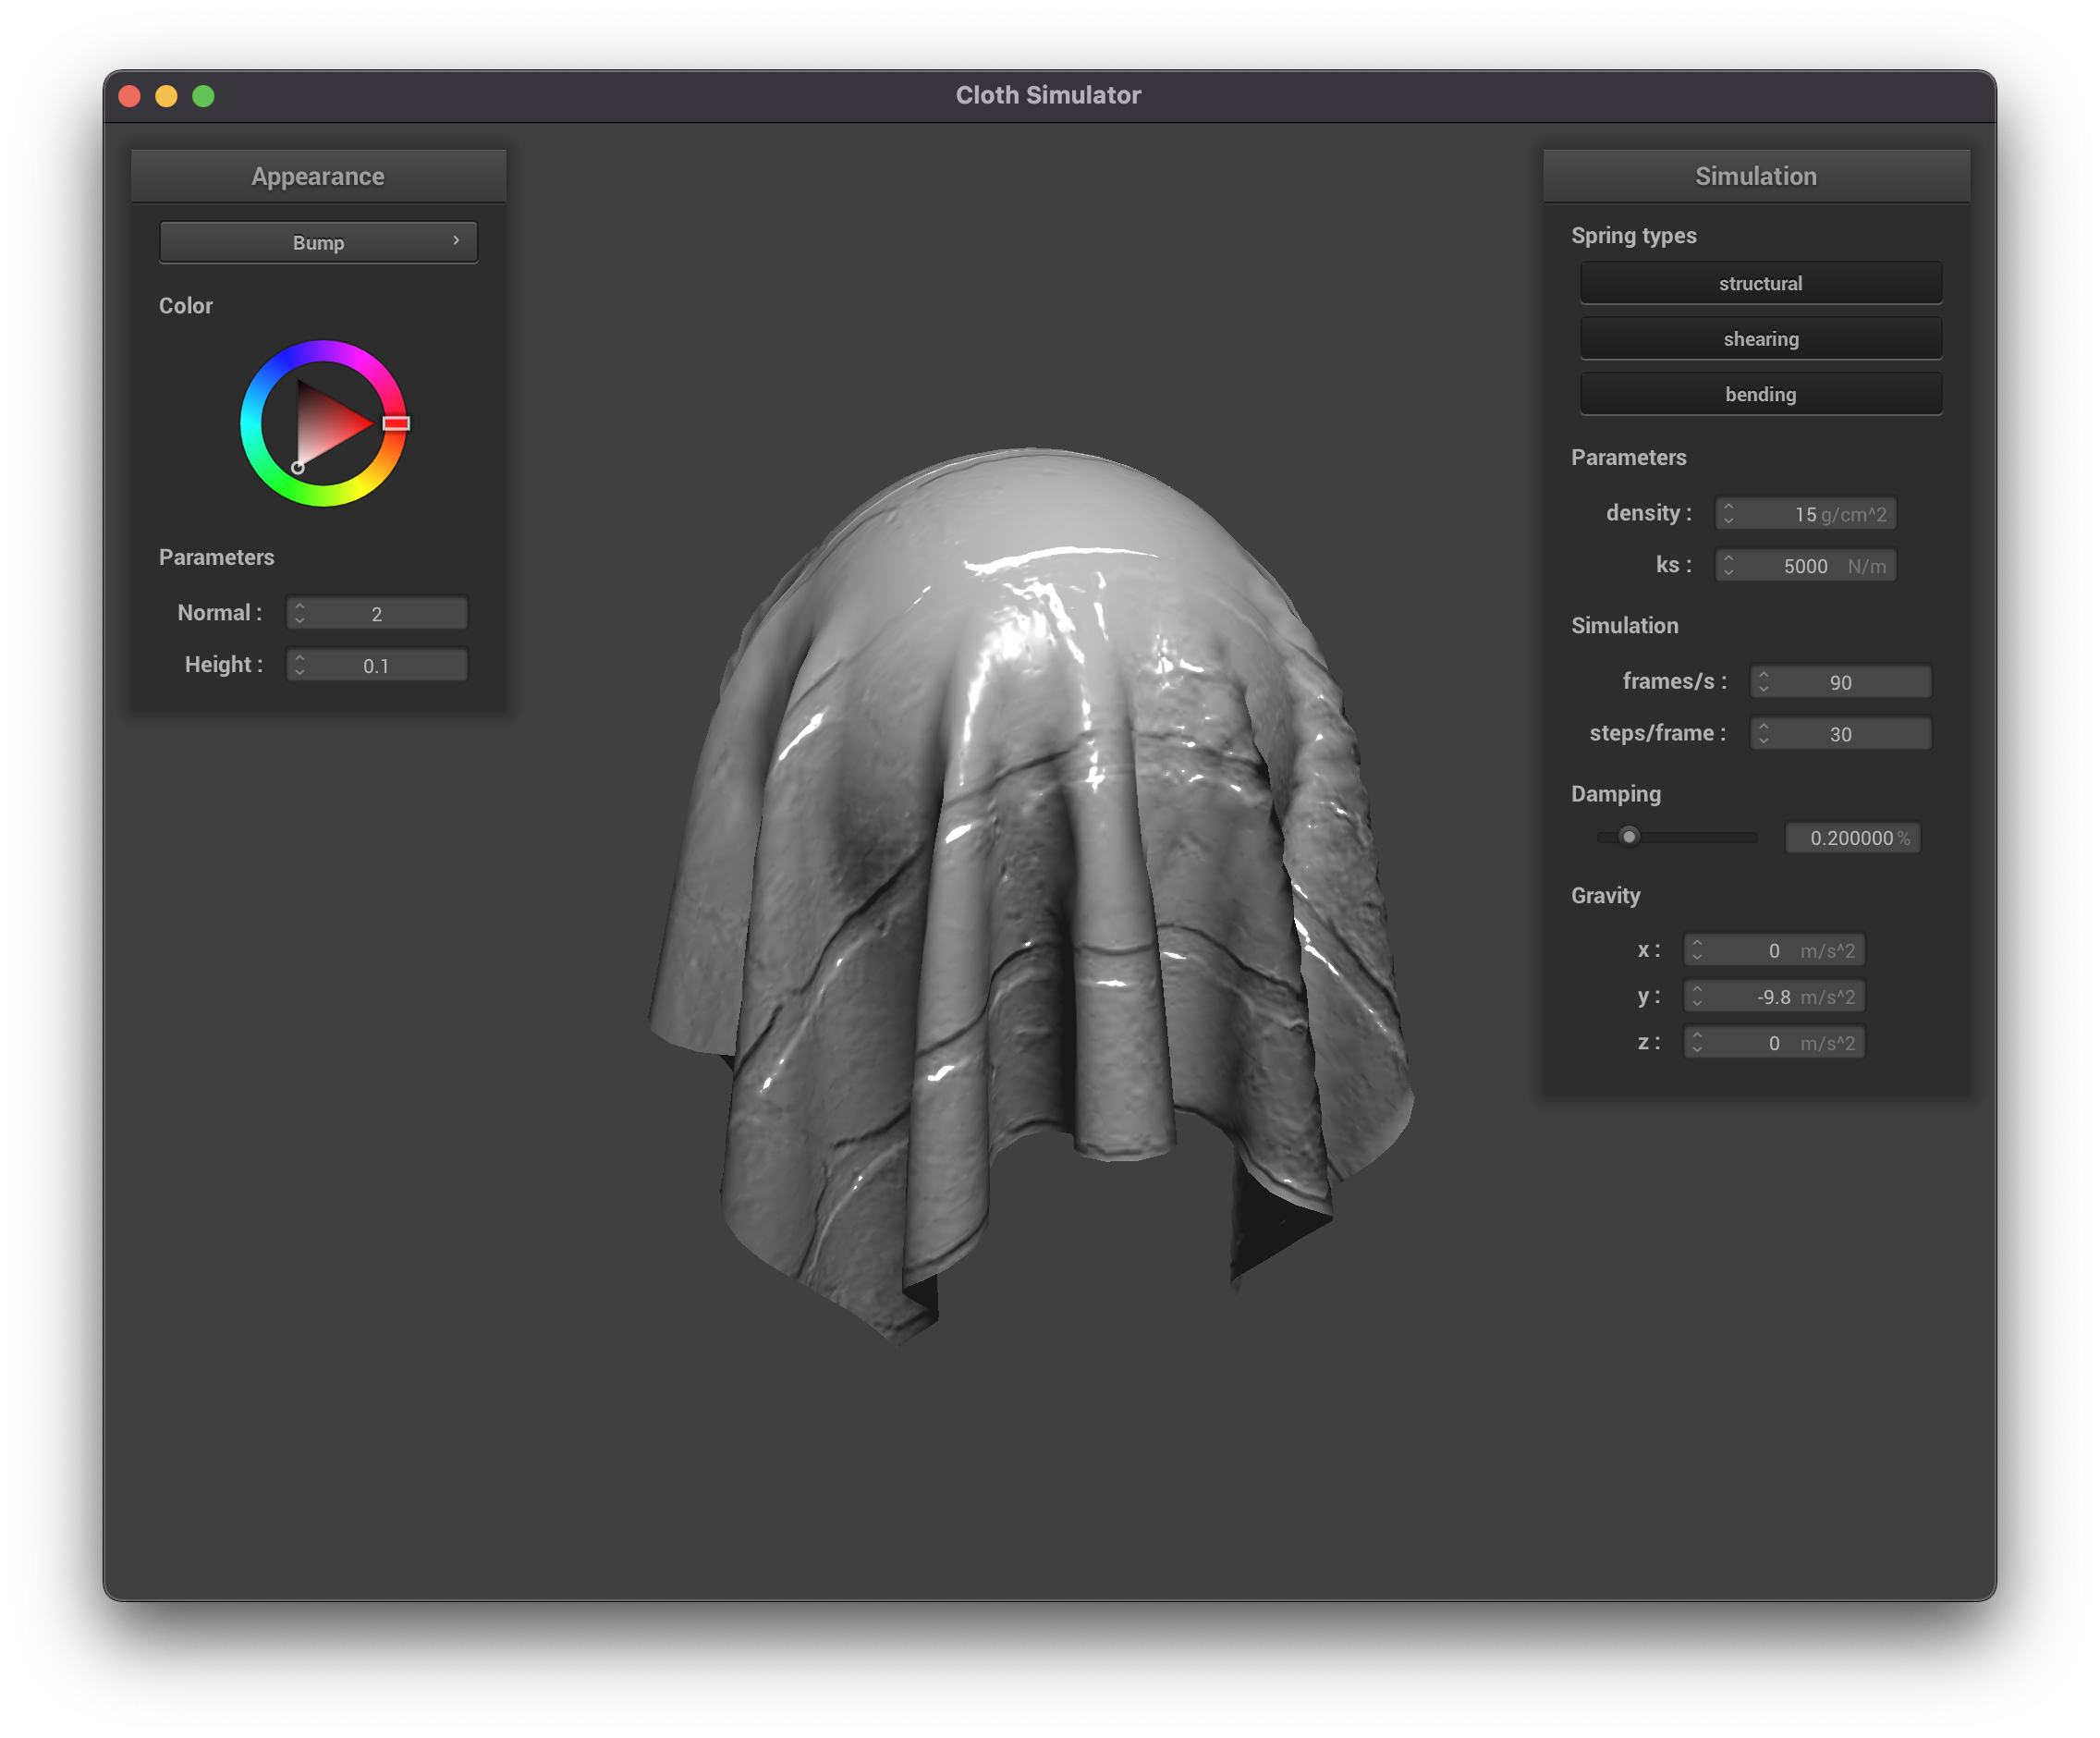 Cloth Simulator
Appearance
Bump
Color
Parameters
Normal : 2
Height : 0.1
Simulation
Spring types
structural
shearing
bending
Parameters
density : 15 g/cm^2
ks : 5000 N/m
Simulation
frames/s : 90
steps/frame : 30
Damping
0.200000 %
Gravity
x : 0 m/s^2
y : -9.8 m/s^2
z : 0 m/s^2